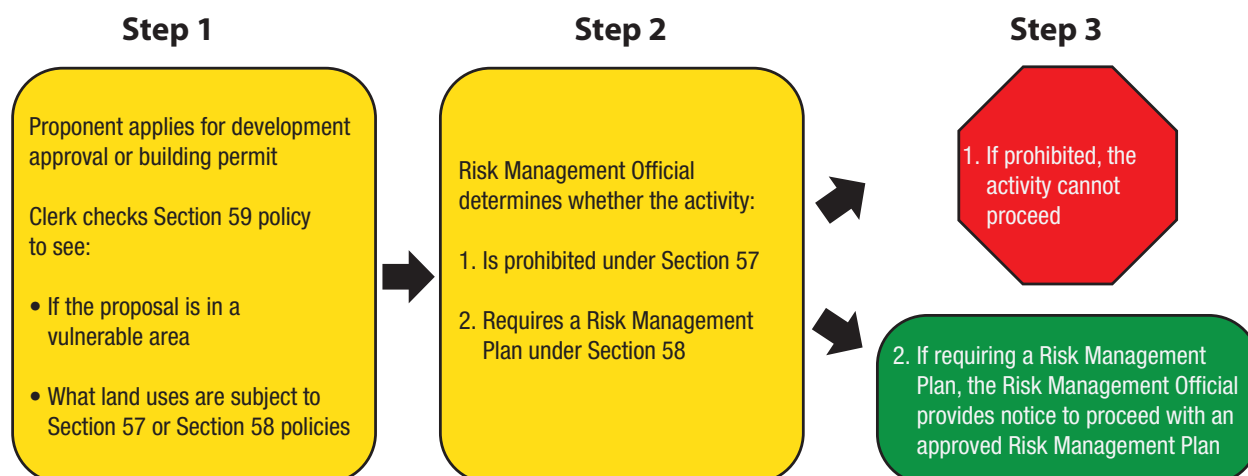 Step 1
Proponent applies for development
approval or building permit
Clerk checks Section 59 policy
to see:
• If the proposal is in a
vulnerable area
• What land uses are subject to
Section 57 or Section 58 policies
Step 2
Risk Management Official
determines whether the activity:
1. Is prohibited under Section 57
2. Requires a Risk Management
Plan under Section 58
Step 3
1. If prohibited, the
activity cannot
proceed
2. If requiring a Risk Management
Plan, the Risk Management Official
provides notice to proceed with an
approved Risk Management Plan